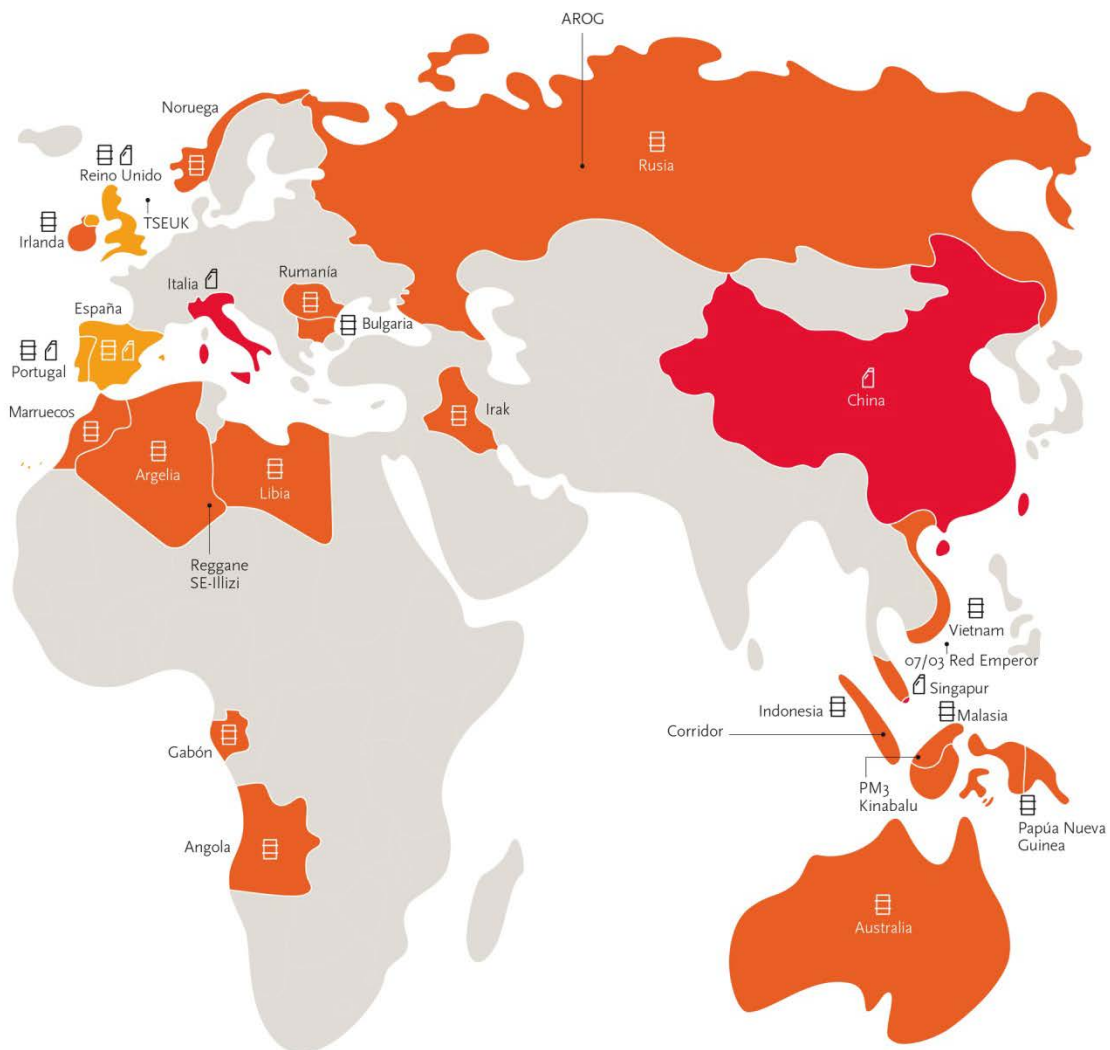 AROG
Noruega
Rusia
Reino Unido
TSEUK
Irlanda
Italia
Rumanía
España
Bulgaria
Portugal
Marruecos
Irak
China
Argelia
Libia
Reggane
SE-Illizi
Vietnam
07/03 Red Emperor
Singapur
Indonesia
Malasia
Corridor
Gabón
PM3
Kinabalu
Papúa Nueva
Guinea
Angola
Australia